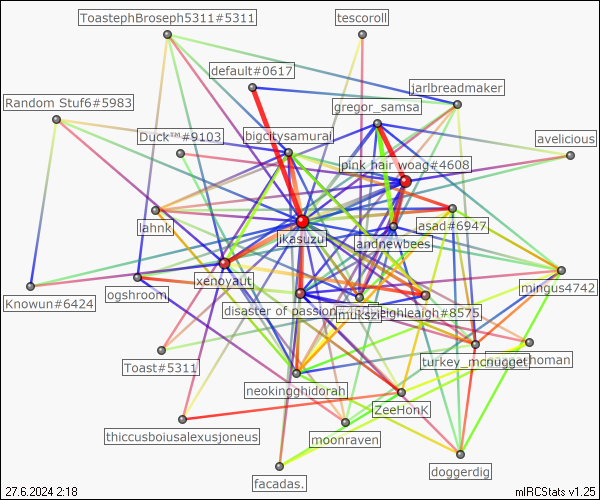 ToastephBroseph5311#5311
tescoroll
default#0617
jarlbreadmaker
Random Stuf6#5983
gregor_samsa
Duck™#9103
bigcitysamurai
avelicious
pink hair woag#4608
lahnk
asad#6947
ikasuzu
andnewbees
xenoyaut
mingus4742
Knowun#6424
ogshroom
disaster of passion
mukszi
leighleaigh#8575
Toast#5311
turkey_mcnugget
homan
neokingghidorah
ZeeHonK
thiccusboiusalexusjoneus
moonraven
doggerdig
facadas.
27.6.2024 2:18
mIRCStats v1.25